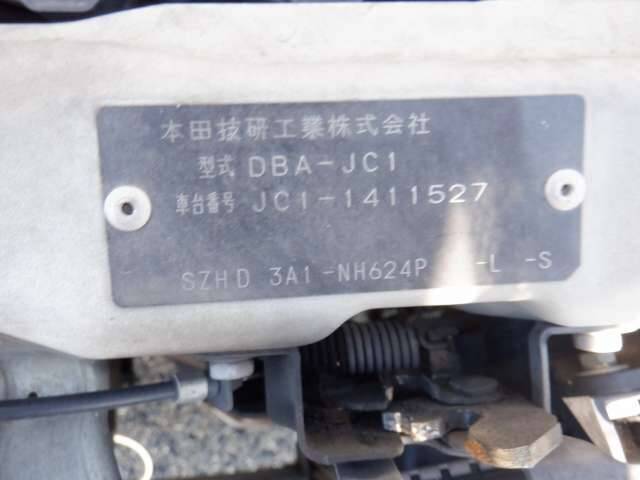 本田技研工業株式会社
型式 DBA-JC1
車台番号 JC1-1411527
SZHD 3A1-NH624P -L -S